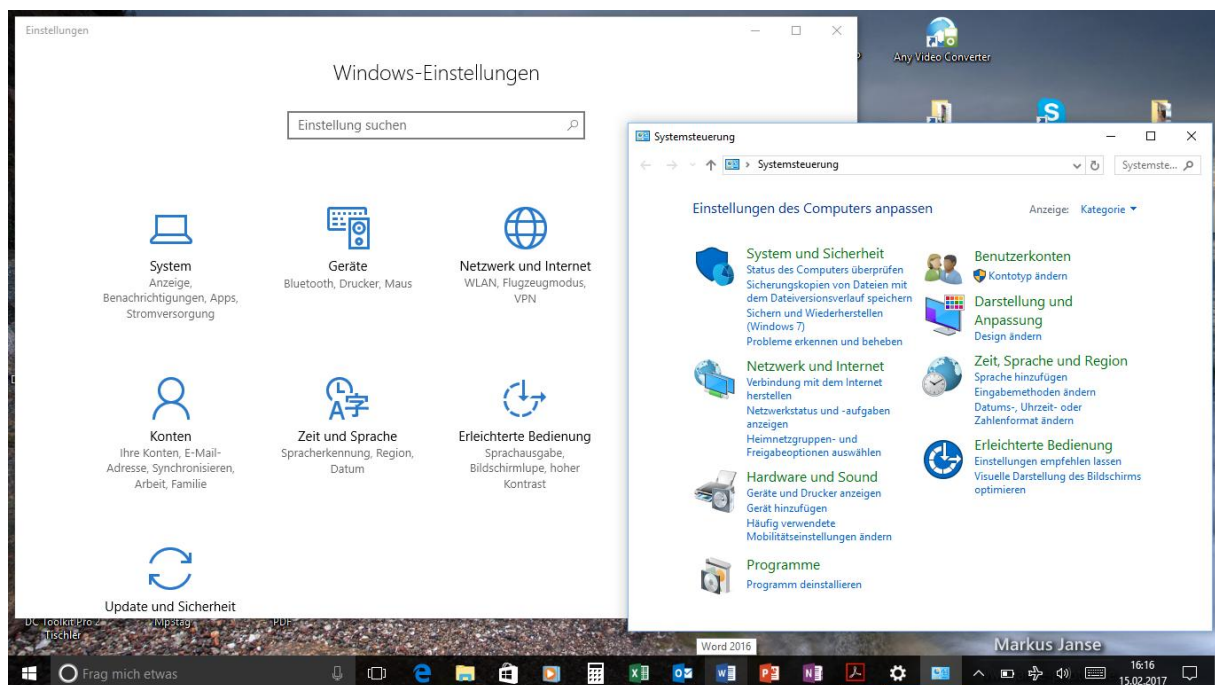 Einstellungen
Windows-Einstellungen
Einstellung suchen
System
Anzeige,
Benachrichtigungen, Apps,
Stromversorgung
Geräte
Bluetooth, Drucker, Maus
Netzwerk und Internet
WLAN, Flugzeugmodus,
VPN
Konten
Ihre Konten, E-Mail-
Adresse, Synchronisieren,
Arbeit, Familie
Zeit und Sprache
Spracherkennung, Region,
Datum
Erleichterte Bedienung
Sprachausgabe,
Bildschirmlupe, hoher
Kontrast
Update und Sicherheit
Any Video Converter
Systemsteuerung
Systemsteuerung
Systemste...
Einstellungen des Computers anpassen
Anzeige: Kategorie
System und Sicherheit
Status des Computers überprüfen
Sicherungskopien von Dateien mit
dem Dateiversionsverlauf speichern
Sichern und Wiederherstellen
(Windows 7)
Probleme erkennen und beheben
Netzwerk und Internet
Verbindung mit dem Internet
herstellen
Netzwerkstatus und -aufgaben
anzeigen
Heimnetzgruppen- und
Freigabeoptionen auswählen
Hardware und Sound
Geräte und Drucker anzeigen
Gerät hinzufügen
Häufig verwendete
Mobilitätseinstellungen ändern
Programme
Programm deinstallieren
Benutzerkonten
Kontotyp ändern
Darstellung und
Anpassung
Design ändern
Zeit, Sprache und Region
Sprache hinzufügen
Eingabemethoden ändern
Datums-, Uhrzeit- oder
Zahlenformat ändern
Erleichterte Bedienung
Einstellungen empfehlen lassen
Visuelle Darstellung des Bildschirms
optimieren
DC Toolkit Pro 2
Tischler
Mp3tag
PDF
Word 2016
Markus Janse
Frag mich etwas
16:16
15.02.2017